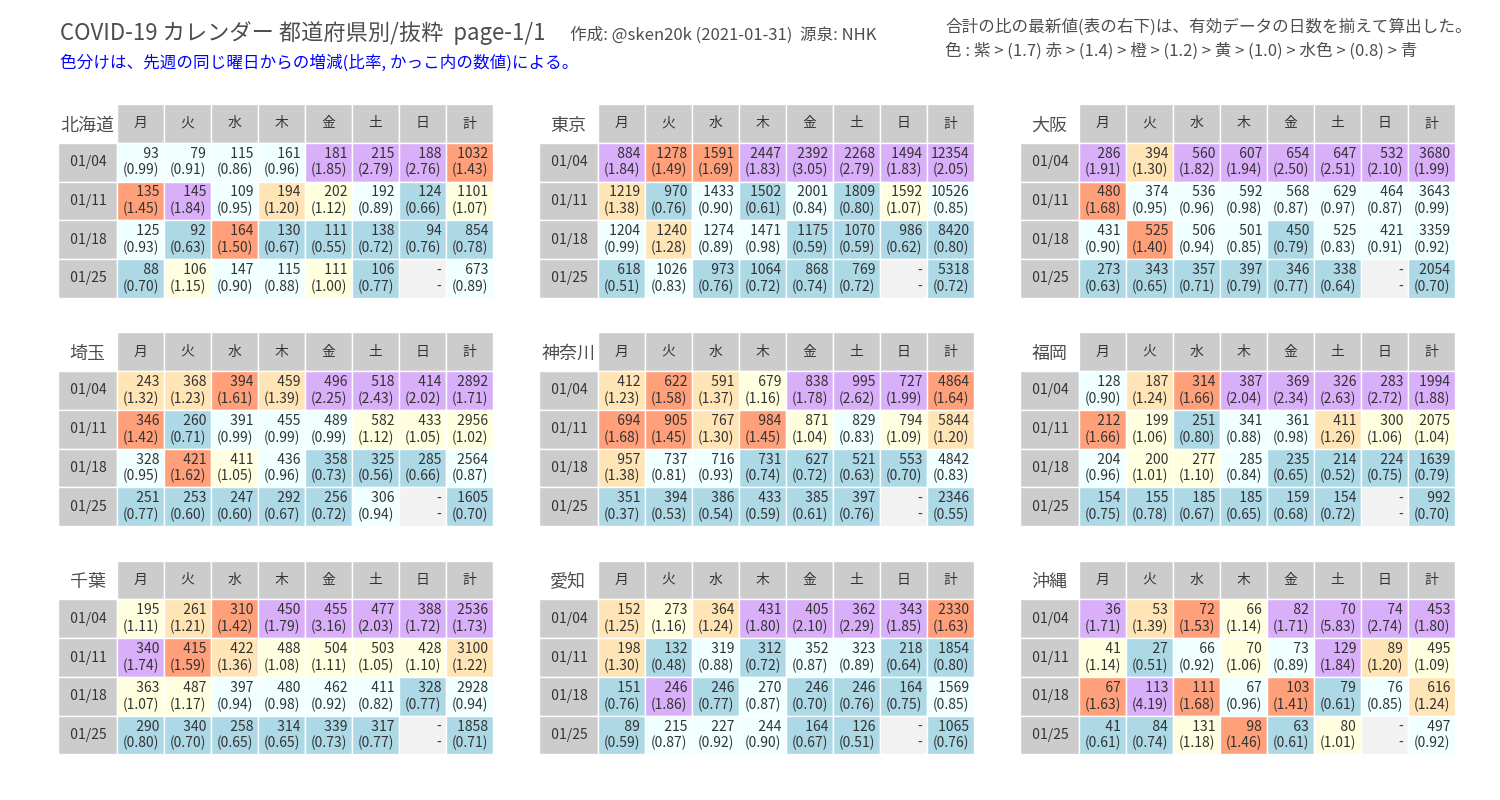 COVID-19 カレンダー 都道府県別/抜粋 page-1/1 作成: @sken20k (2021-01-31) 源泉: NHK
色分けは、先週の同じ曜日からの増減(比率, かっこ内の数値)による。
合計の比の最新値(表の右下)は、有効データの日数を揃えて算出した。
色 : 紫 > (1.7) 赤 > (1.4) > 橙 > (1.2) > 黄 > (1.0) > 水色 > (0.8) > 青
北海道 月 火 水 木 金 土 日 計
01/04 93 79 115 161 181 215 188 1032
(0.99) (0.91) (0.86) (0.96) (1.85) (2.79) (2.76) (1.43)
01/11 135 145 109 194 202 192 124 1101
(1.45) (1.84) (0.95) (1.20) (1.12) (0.89) (0.66) (1.07)
01/18 125 92 164 130 111 138 94 854
(0.93) (0.63) (1.50) (0.67) (0.55) (0.72) (0.76) (0.78)
01/25 88 106 147 115 111 106 - 673
(0.70) (1.15) (0.90) (0.88) (1.00) (0.77) - (0.89)
東京 月 火 水 木 金 土 日 計
01/04 884 1278 1591 2447 2392 2268 1494 12354
(1.84) (1.49) (1.69) (1.83) (3.05) (2.79) (1.83) (2.05)
01/11 1219 970 1433 1502 2001 1809 1592 10526
(1.38) (0.76) (0.90) (0.61) (0.84) (0.80) (1.07) (0.85)
01/18 1204 1240 1274 1471 1175 1070 986 8420
(0.99) (1.28) (0.89) (0.98) (0.59) (0.59) (0.62) (0.80)
01/25 618 1026 973 1064 868 769 - 5318
(0.51) (0.83) (0.76) (0.72) (0.74) (0.72) - (0.72)
大阪 月 火 水 木 金 土 日 計
01/04 286 394 560 607 654 647 532 3680
(1.91) (1.30) (1.82) (1.94) (2.50) (2.51) (2.10) (1.99)
01/11 480 374 536 592 568 629 464 3643
(1.68) (0.95) (0.96) (0.98) (0.87) (0.97) (0.87) (0.99)
01/18 431 525 506 501 450 525 421 3359
(0.90) (1.40) (0.94) (0.85) (0.79) (0.83) (0.91) (0.92)
01/25 273 343 357 397 346 338 - 2054
(0.63) (0.65) (0.71) (0.79) (0.77) (0.64) - (0.70)
埼玉 月 火 水 木 金 土 日 計
01/04 243 368 394 459 496 518 414 2892
(1.32) (1.23) (1.61) (1.39) (2.25) (2.43) (2.02) (1.71)
01/11 346 260 391 455 489 582 433 2956
(1.42) (0.71) (0.99) (0.99) (0.99) (1.12) (1.05) (1.02)
01/18 328 421 411 436 358 325 285 2564
(0.95) (1.62) (1.05) (0.96) (0.73) (0.56) (0.66) (0.87)
01/25 251 253 247 292 256 306 - 1605
(0.77) (0.60) (0.60) (0.67) (0.72) (0.94) - (0.70)
神奈川 月 火 水 木 金 土 日 計
01/04 412 622 591 679 838 995 727 4864
(1.23) (1.58) (1.37) (1.16) (1.78) (2.62) (1.99) (1.64)
01/11 694 905 767 984 871 829 794 5844
(1.68) (1.45) (1.30) (1.45) (1.04) (0.83) (1.09) (1.20)
01/18 957 737 716 731 627 521 553 4842
(1.38) (0.81) (0.93) (0.74) (0.72) (0.63) (0.70) (0.83)
01/25 351 394 386 433 385 397 - 2346
(0.37) (0.53) (0.54) (0.59) (0.61) (0.76) - (0.55)
福岡 月 火 水 木 金 土 日 計
01/04 128 187 314 387 369 326 283 1994
(0.90) (1.24) (1.66) (2.04) (2.34) (2.63) (2.72) (1.88)
01/11 212 199 251 341 361 411 300 2075
(1.66) (1.06) (0.80) (0.88) (0.98) (1.26) (1.06) (1.04)
01/18 204 200 277 285 235 214 224 1639
(0.96) (1.01) (1.10) (0.84) (0.65) (0.52) (0.75) (0.79)
01/25 154 155 185 185 159 154 - 992
(0.75) (0.78) (0.67) (0.65) (0.68) (0.72) - (0.70)
千葉 月 火 水 木 金 土 日 計
01/04 195 261 310 450 455 477 388 2536
(1.11) (1.21) (1.42) (1.79) (3.16) (2.03) (1.72) (1.73)
01/11 340 415 422 488 504 503 428 3100
(1.74) (1.59) (1.36) (1.08) (1.11) (1.05) (1.10) (1.22)
01/18 363 487 397 480 462 411 328 2928
(1.07) (1.17) (0.94) (0.98) (0.92) (0.82) (0.77) (0.94)
01/25 290 340 258 314 339 317 - 1858
(0.80) (0.70) (0.65) (0.65) (0.73) (0.77) - (0.71)
愛知 月 火 水 木 金 土 日 計
01/04 152 273 364 431 405 362 343 2330
(1.25) (1.16) (1.24) (1.80) (2.10) (2.29) (1.85) (1.63)
01/11 198 132 319 312 352 323 218 1854
(1.30) (0.48) (0.88) (0.72) (0.87) (0.89) (0.64) (0.80)
01/18 151 246 246 270 246 246 164 1569
(0.76) (1.86) (0.77) (0.87) (0.70) (0.76) (0.75) (0.85)
01/25 89 215 227 244 164 126 - 1065
(0.59) (0.87) (0.92) (0.90) (0.67) (0.51) - (0.76)
沖縄 月 火 水 木 金 土 日 計
01/04 36 53 72 66 82 70 74 453
(1.71) (1.39) (1.53) (1.14) (1.71) (5.83) (2.74) (1.80)
01/11 41 27 66 70 73 129 89 495
(1.14) (0.51) (0.92) (1.06) (0.89) (1.84) (1.20) (1.09)
01/18 67 113 111 67 103 79 76 616
(1.63) (4.19) (1.68) (0.96) (1.41) (0.61) (0.85) (1.24)
01/25 41 84 131 98 63 80 - 497
(0.61) (0.74) (1.18) (1.46) (0.61) (1.01) - (0.92)